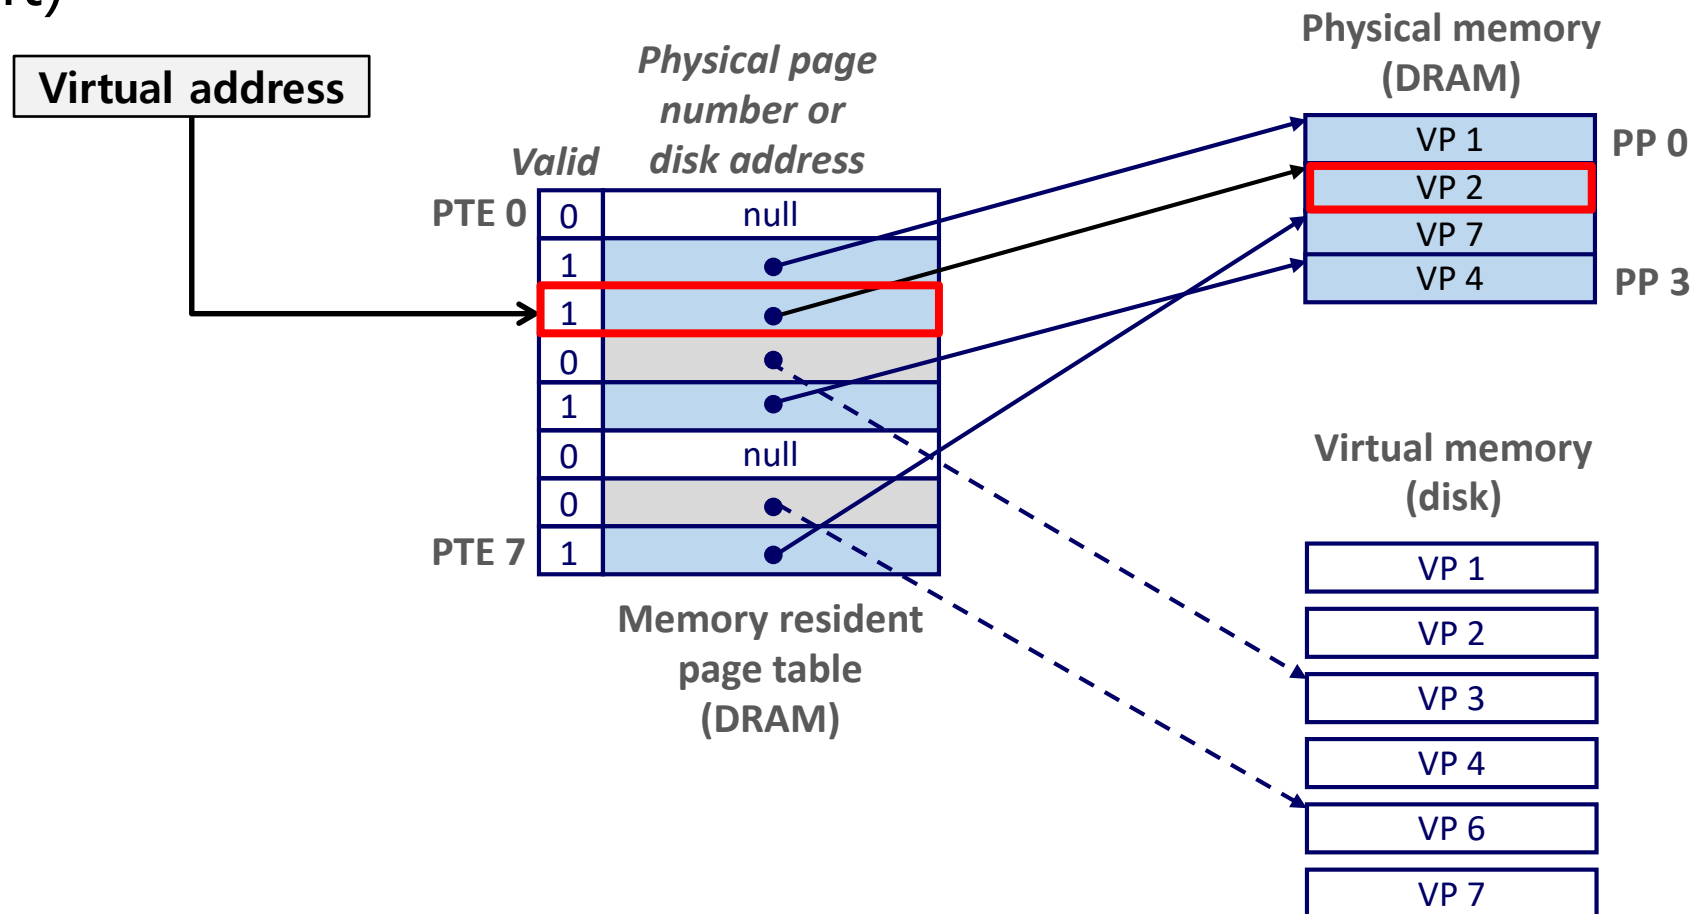 Virtual address
Physical page
number or
disk address
Valid
PTE 0
0
null
1
1
0
1
0
null
0
PTE 7
1
Memory resident
page table
(DRAM)
Physical memory
(DRAM)
VP 1
PP 0
VP 2
VP 7
VP 4
PP 3
Virtual memory
(disk)
VP 1
VP 2
VP 3
VP 4
VP 6
VP 7